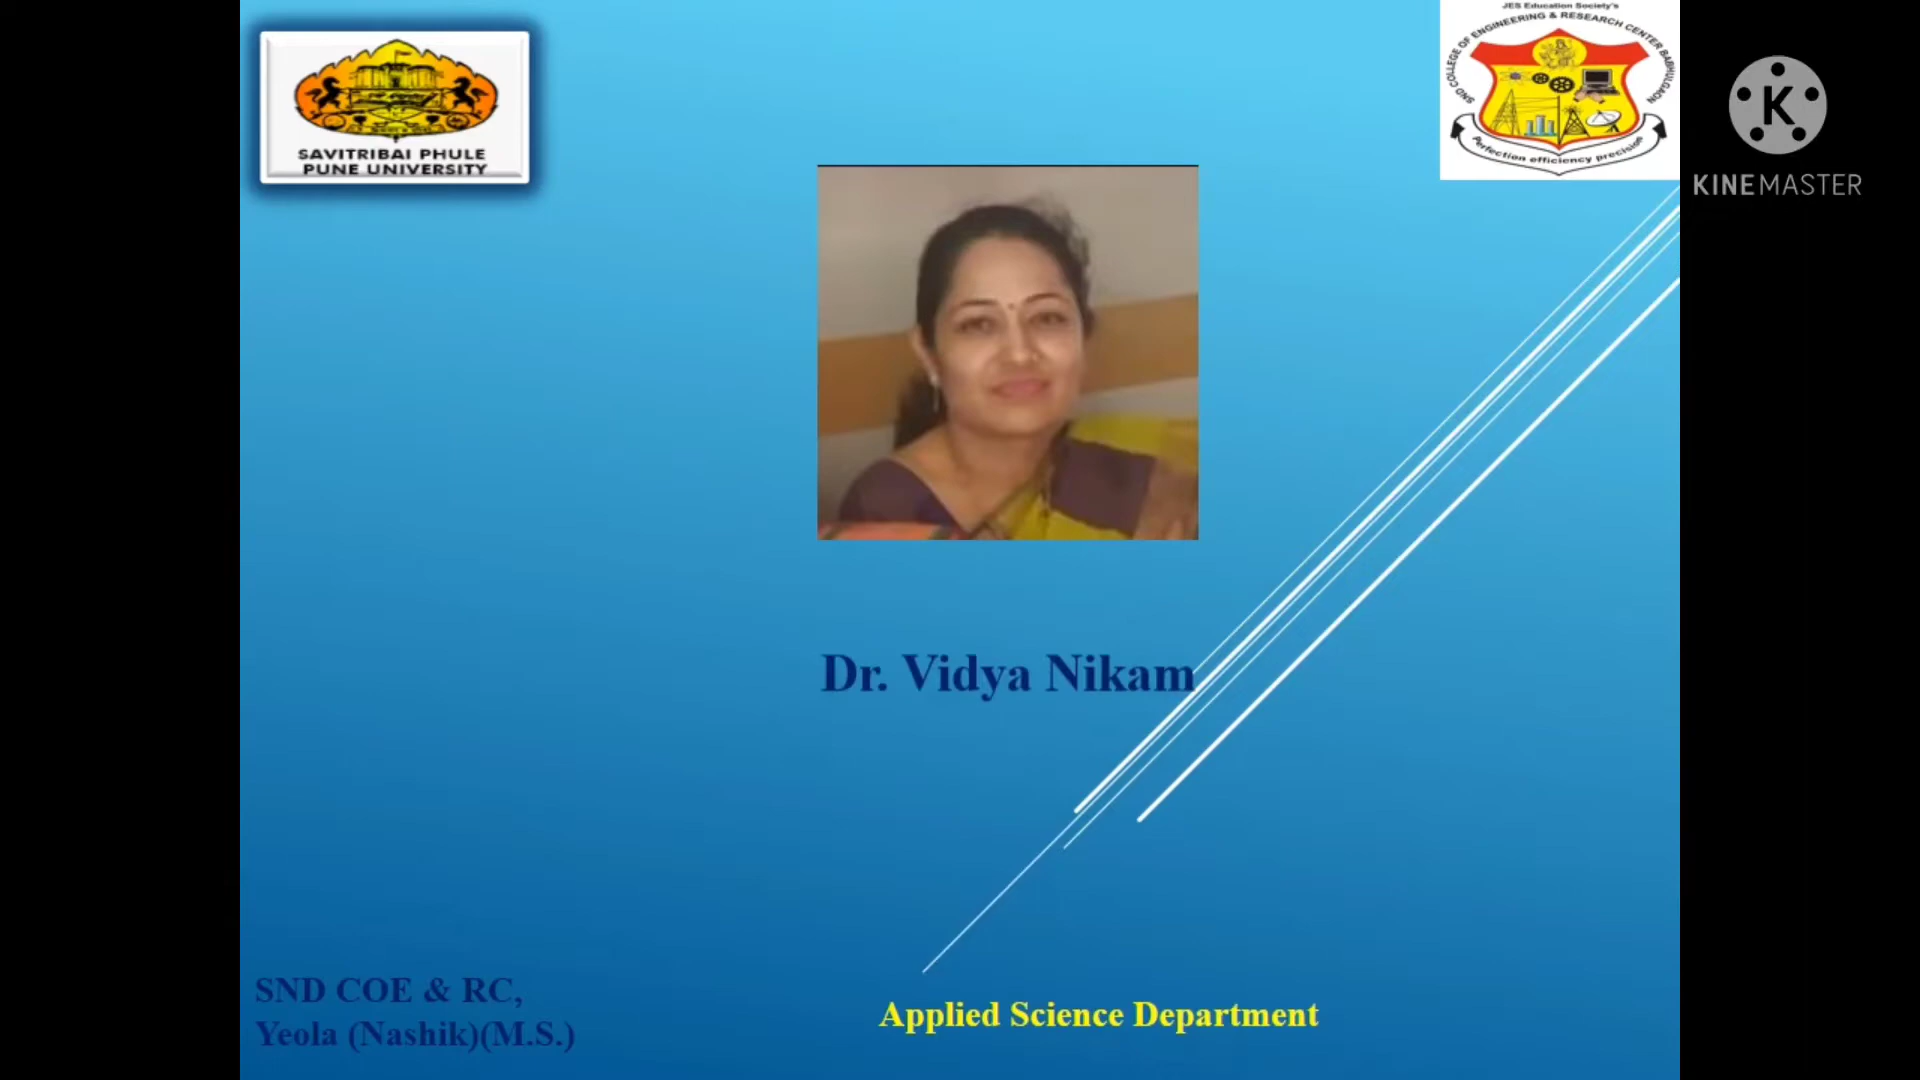 SAVITRIBAI PHULE
PUNE UNIVERSITY
JES Education Society's
SND COLLEGE OF ENGINEERING & RESEARCH CENTER BABHULGAON
Perfection efficiency precision
K
KINEMASTER
Dr. Vidya Nikam
SND COE & RC,
Yeola (Nashik)(M.S.)
Applied Science Department